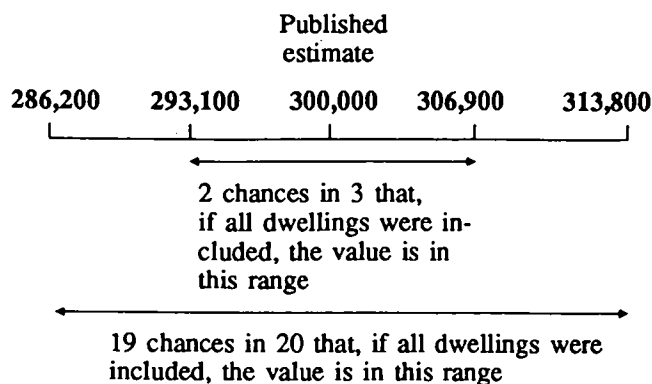 Published
estimate
286,200 293,100 300,000 306,900 313,800
2 chances in 3 that,
if all dwellings were in-
cluded, the value is in
this range
19 chances in 20 that, if all dwellings were
included, the value is in this range